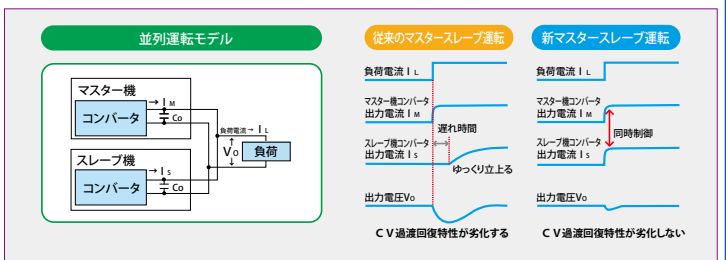 並列運転モデル
マスター機
コンバータ
→ I M
Co
スレーブ機
コンバータ
→ I S
Co
負荷電流→ I L
Vo
負荷
従来のマスタースレーブ運転
負荷電流 I L
マスター機コンバータ
出力電流 I M
遅れ時間
スレーブ機コンバータ
出力電流 I S
ゆっくり立上る
出力電圧Vo
CV過渡回復特性が劣化する
新マスタースレーブ運転
負荷電流 I L
マスター機コンバータ
出力電流 I M
同時制御
スレーブ機コンバータ
出力電流 I S
出力電圧Vo
CV過渡回復特性が劣化しない